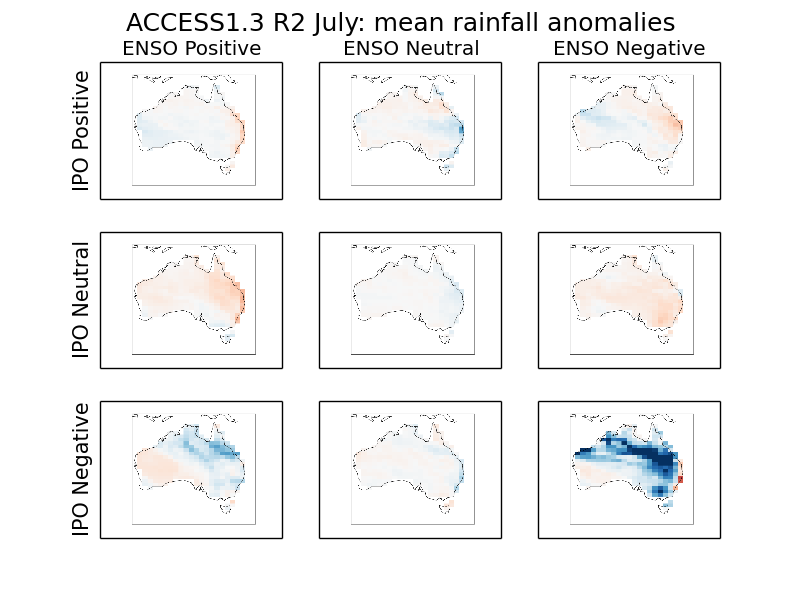 ACCESS1.3 R2 July: mean rainfall anomalies
ENSO Positive
ENSO Neutral
ENSO Negative
IPO Positive
IPO Neutral
IPO Negative